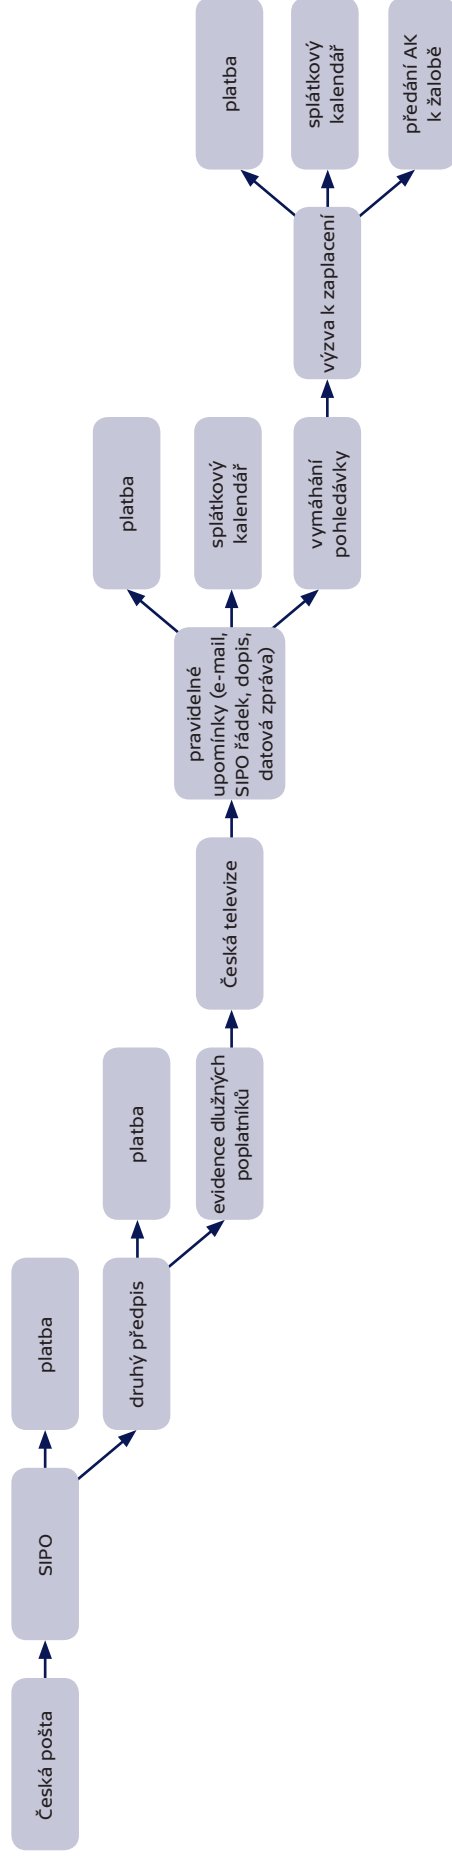 Česká pošta
SIPO
platba
druhý předpis
platba
evidence dlužných
poplatníků
Česká televize
pravidelné
upomínky (e-mail,
SIPO řádek, dopis,
datová zpráva)
platba
splátkový
kalendář
vymáhání
pohledávky
výzva k zaplacení
platba
splátkový
kalendář
předání AK
k žalobě